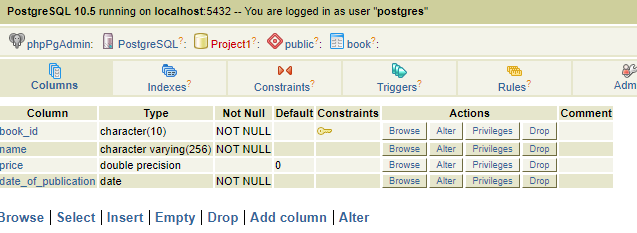 PostgreSQL 10.5 running on localhost:5432 -- You are logged in as user "postgres"
phpPgAdmin: PostgreSQL?: Project1?: public?: book?:
Columns Indexes? Constraints? Triggers? Rules? Adm
Column Type Not Null Default Constraints Actions Comment
book_id character(10) NOT NULL Browse Alter Privileges Drop
name character varying(256) NOT NULL Browse Alter Privileges Drop
price double precision 0 Browse Alter Privileges Drop
date_of_publication date NOT NULL Browse Alter Privileges Drop
Browse | Select | Insert | Empty | Drop | Add column | Alter